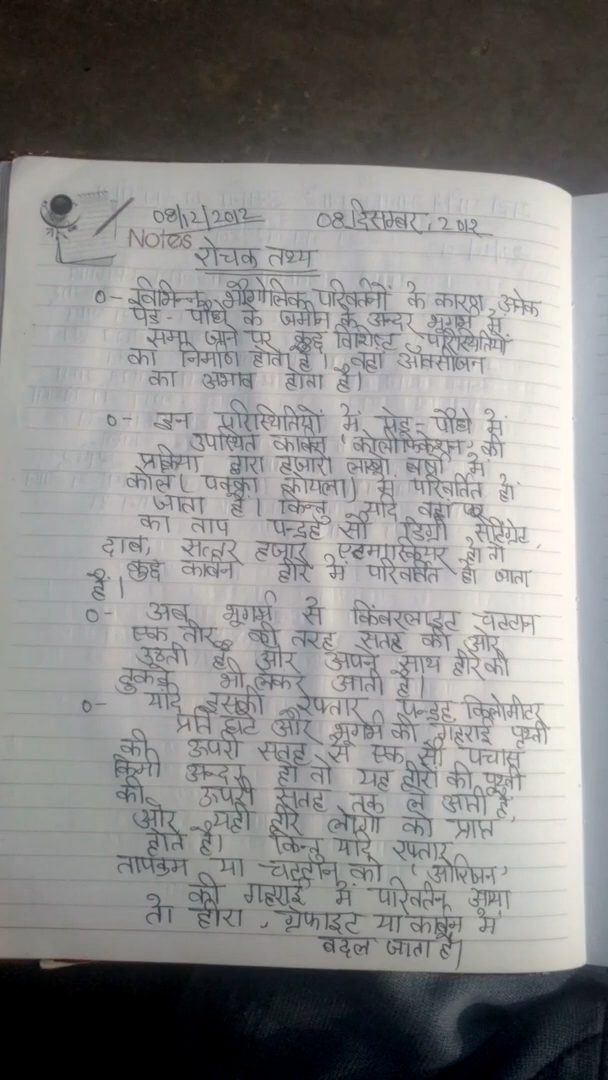 08/12/2012 08 दिसम्बर, 2012
Notes
रोचक तथ्य
0- विभिन्न भौगोलिक परिवर्तनों के कारण अनेक
पेड़-पौधे के जमीन के अन्दर भूगर्भ में
समा जाने पर कुछ विशिष्ट परिस्थितियों
का निर्माण होता है। वहां ऑक्सीजन
का अभाव होता है।
0- इन परिस्थितियों में पेड़-पौधो में
उपस्थित कार्बन 'कोलीफिकेशन' की
प्रक्रिया द्वारा हजारों लाखों वर्षों में
कोल (पक्का कोयला) में परिवर्तित हो
जाता है। किन्तु यदि वहां पर
का ताप पन्द्रह सौ डिग्री सेंटिग्रेट,
दाब, सत्तर हजार एटमास्फियर हो तो
कुछ कार्बन हीरे में परिवर्तित हो जाता
है।
0- अब भूगर्भ से किंबरलाइट चट्टान
एक तीर की तरह सतह की ओर
उठती है और अपने साथ हीरे को
टुकड़े भी लेकर आती है।
0- यदि इसकी रफ्तार पन्द्रह किलोमीटर
प्रति घंटे और भूगर्भ की गहराई पृथ्वी
की ऊपरी सतह से एक सौ पचास
किमी अन्दर हो तो यह हीरों को पृथ्वी
की ऊपरी सतह तक ले आती है
और यही हीरे लोगों को प्राप्त
होते है। किन्तु यदि रफ्तार
तापक्रम या चट्टान की 'ओरिजन'
की गहराई में परिवर्तन आया
तो हीरा, ग्रेफाइट या कार्बन में
बदल जाता है।